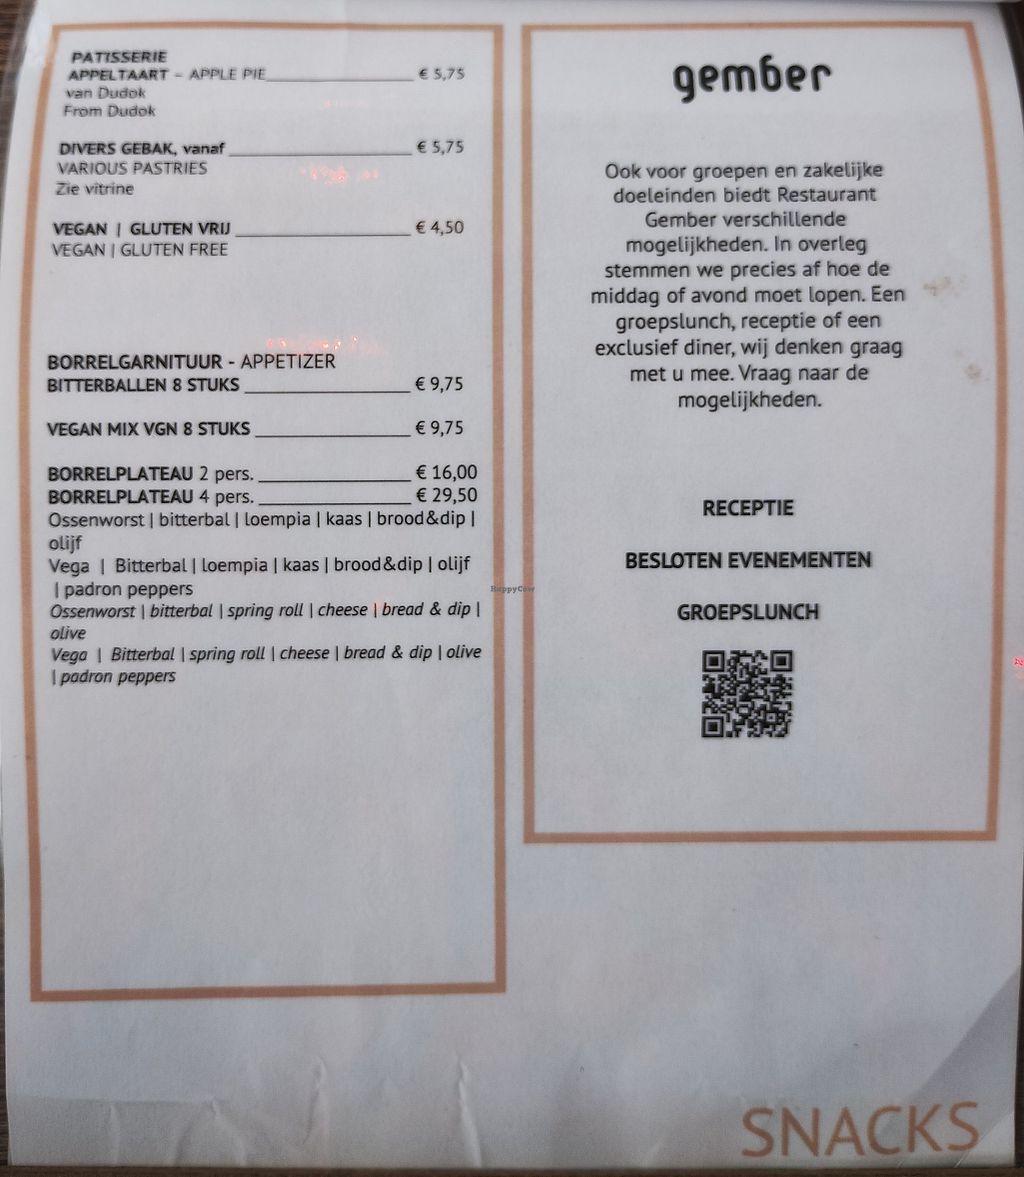 PATISSERIE
APPELTAART – APPLE PIE € 5,75
van Dudok
From Dudok
DIVERS GEBAK, vanaf € 5,75
VARIOUS PASTRIES
Zie vitrine
VEGAN | GLUTEN VRIJ € 4,50
VEGAN | GLUTEN FREE
BORRELGARNITUUR - APPETIZER
BITTERBALLEN 8 STUKS € 9,75
VEGAN MIX VGN 8 STUKS € 9,75
BORRELPLATEAU 2 pers. € 16,00
BORRELPLATEAU 4 pers. € 29,50
Ossenworst | bitterbal | loempia | kaas | brood&dip |
olijf
Vega | Bitterbal | loempia | kaas | brood&dip | olijf
| padron peppers
Ossenworst | bitterbal | spring roll | cheese | bread & dip |
olive
Vega | Bitterbal | spring roll | cheese | bread & dip | olive
| padron peppers
gember
Ook voor groepen en zakelijke
doeleinden biedt Restaurant
Gember verschillende
mogelijkheden. In overleg
stemmen we precies af hoe de
middag of avond moet lopen. Een
groepslunch, receptie of een
exclusief diner, wij denken graag
met u mee. Vraag naar de
mogelijkheden.
RECEPTIE
BESLOTEN EVENEMENTEN
GROEPSLUNCH
HappyCow
SNACKS